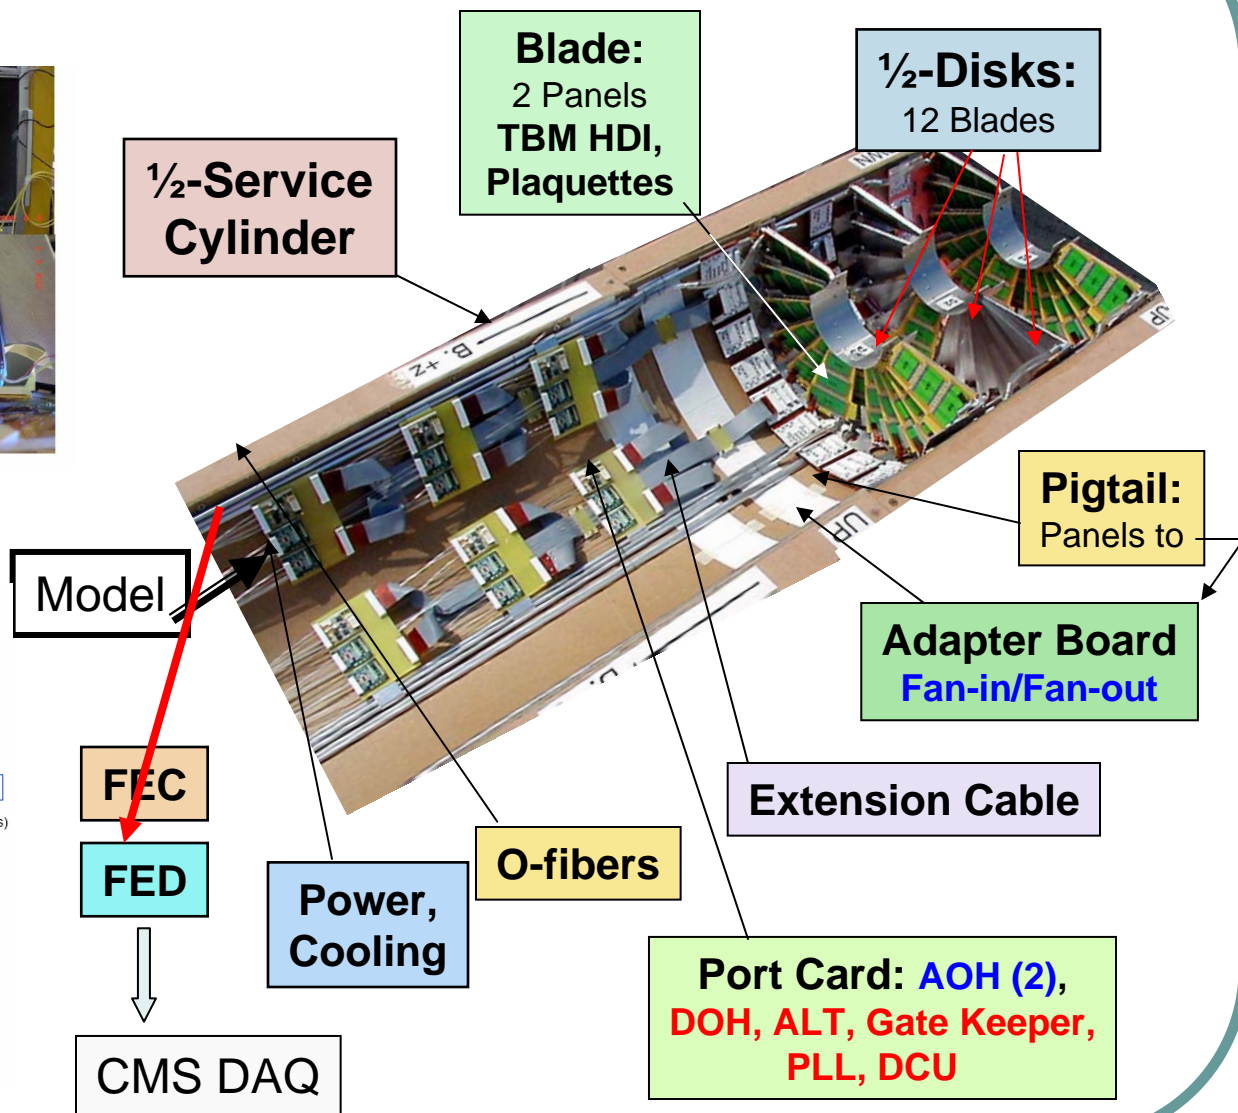 Blade:
2 Panels
TBM HDI,
Plaquettes
½-Disks:
12 Blades
½-Service
Cylinder
B. +z
UP
UP
Pigtail:
Panels to
Model
Adapter Board
Fan-in/Fan-out
FEC
Extension Cable
s)
FED
O-fibers
Power,
Cooling
Port Card: AOH (2),
DOH, ALT, Gate Keeper,
PLL, DCU
CMS DAQ